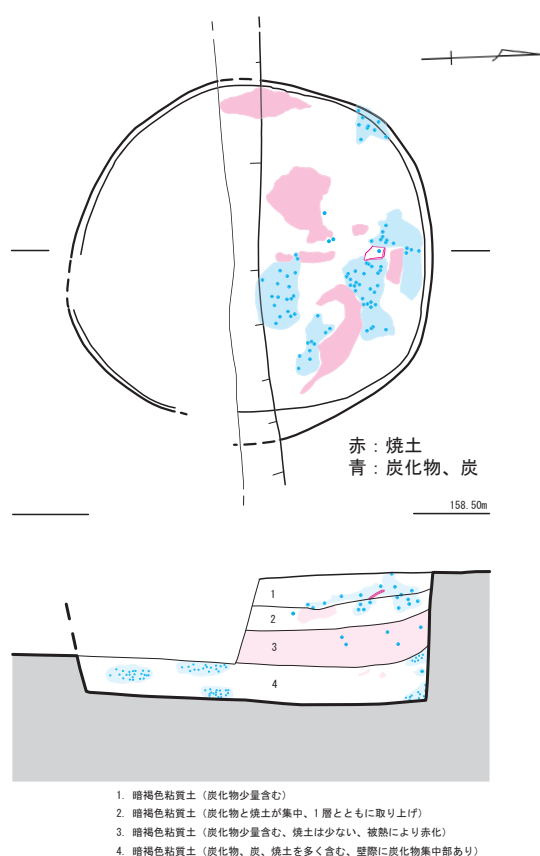 赤：焼土
青：炭化物、炭
158.50m
1
2
3
4
1. 暗褐色粘質土（炭化物少量含む）
2. 暗褐色粘質土（炭化物と焼土が集中、1層とともに取り上げ）
3. 暗褐色粘質土（炭化物少量含む、焼土は少ない、被熱により赤化）
4. 暗褐色粘質土（炭化物、炭、焼土を多く含む、壁際に炭化物集中部あり）